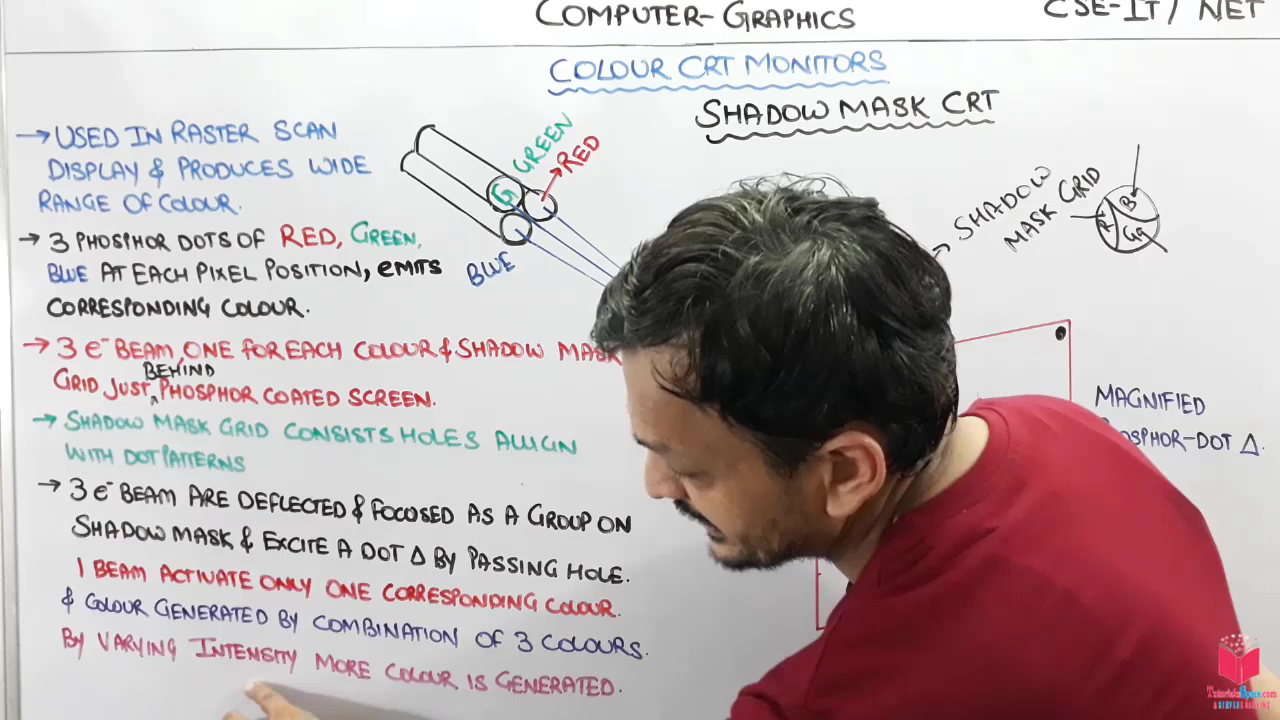 COMPUTER-GRAPHICS
CSE-IT / NET
COLOUR CRT MONITORS
SHADOW MASK CRT
→ USED IN RASTER SCAN
DISPLAY & PRODUCES WIDE
RANGE OF COLOUR.
→ 3 PHOSPHOR DOTS OF RED, GREEN,
BLUE AT EACH PIXEL POSITION, EMITS
CORRESPONDING COLOUR.
→ 3 e⁻ BEAM, ONE FOR EACH COLOUR & SHADOW MASK
BEHIND
GRID JUST ^ PHOSPHOR COATED SCREEN.
→ SHADOW MASK GRID CONSISTS HOLES ALLIGN
WITH DOT PATTERNS
→ 3 e⁻ BEAM ARE DEFLECTED & FOCUSED AS A GROUP ON
SHADOW MASK & EXCITE A DOT Δ BY PASSING HOLE.
1 BEAM ACTIVATE ONLY ONE CORRESPONDING COLOUR.
& COLOUR GENERATED BY COMBINATION OF 3 COLOURS.
BY VARYING INTENSITY MORE COLOUR IS GENERATED.
G
GREEN
RED
BLUE
SHADOW
MASK GRID
R
B
G
MAGNIFIED
OSPHOR-DOT Δ.
TutorialsSpace.com